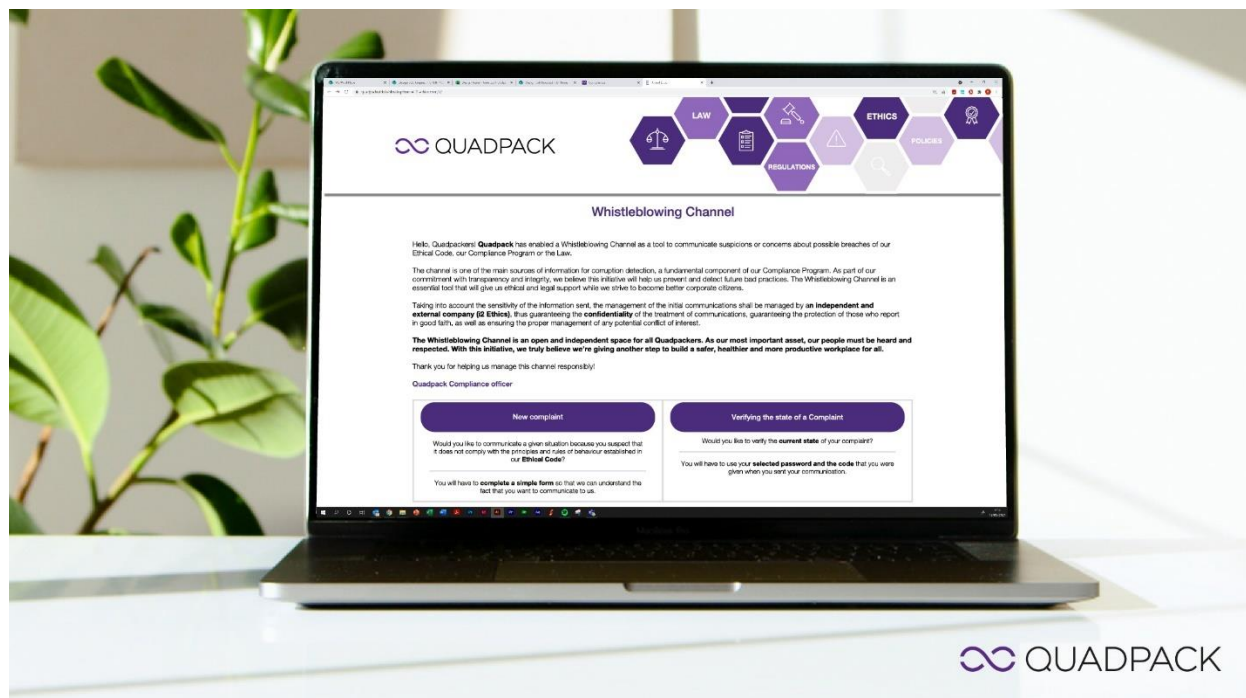 QUADPACK
LAW
ETHICS
POLICIES
REGULATIONS
Whistleblowing Channel
Hello, Quadpackers! Quadpack has enabled a Whistleblowing Channel as a tool to communicate suspicions or concerns about possible breaches of our
Ethical Code, our Compliance Program or the Law.
The channel is one of the main sources of information for corruption detection, a fundamental component of our Compliance Program. As part of our
commitment with transparency and integrity, we believe this initiative will help us prevent and detect future bad practices. The Whistleblowing Channel is an
essential tool that will give us ethical and legal support while we strive to become better corporate citizens.
Taking into account the sensitivity of the information sent, the management of the initial communications shall be managed by an independent and
external company (i2 Ethics), thus guaranteeing the confidentiality of the treatment of communications, guaranteeing the protection of those who report
in good faith, as well as ensuring the proper management of any potential conflict of interest.
The Whistleblowing Channel is an open and independent space for all Quadpackers. As our most important asset, our people must be heard and
respected. With this initiative, we truly believe we're giving another step to build a safer, healthier and more productive workplace for all.
Thank you for helping us manage this channel responsibly!
Quadpack Compliance officer
New complaint
Would you like to communicate a given situation because you suspect that
it does not comply with the principles and rules of behaviour established in
our Ethical Code?
You will have to complete a simple form so that we can understand the
fact that you want to communicate to us.
Verifying the state of a Complaint
Would you like to verify the current state of your complaint?
You will have to use your selected password and the code that you were
given when you sent your communication.
QUADPACK